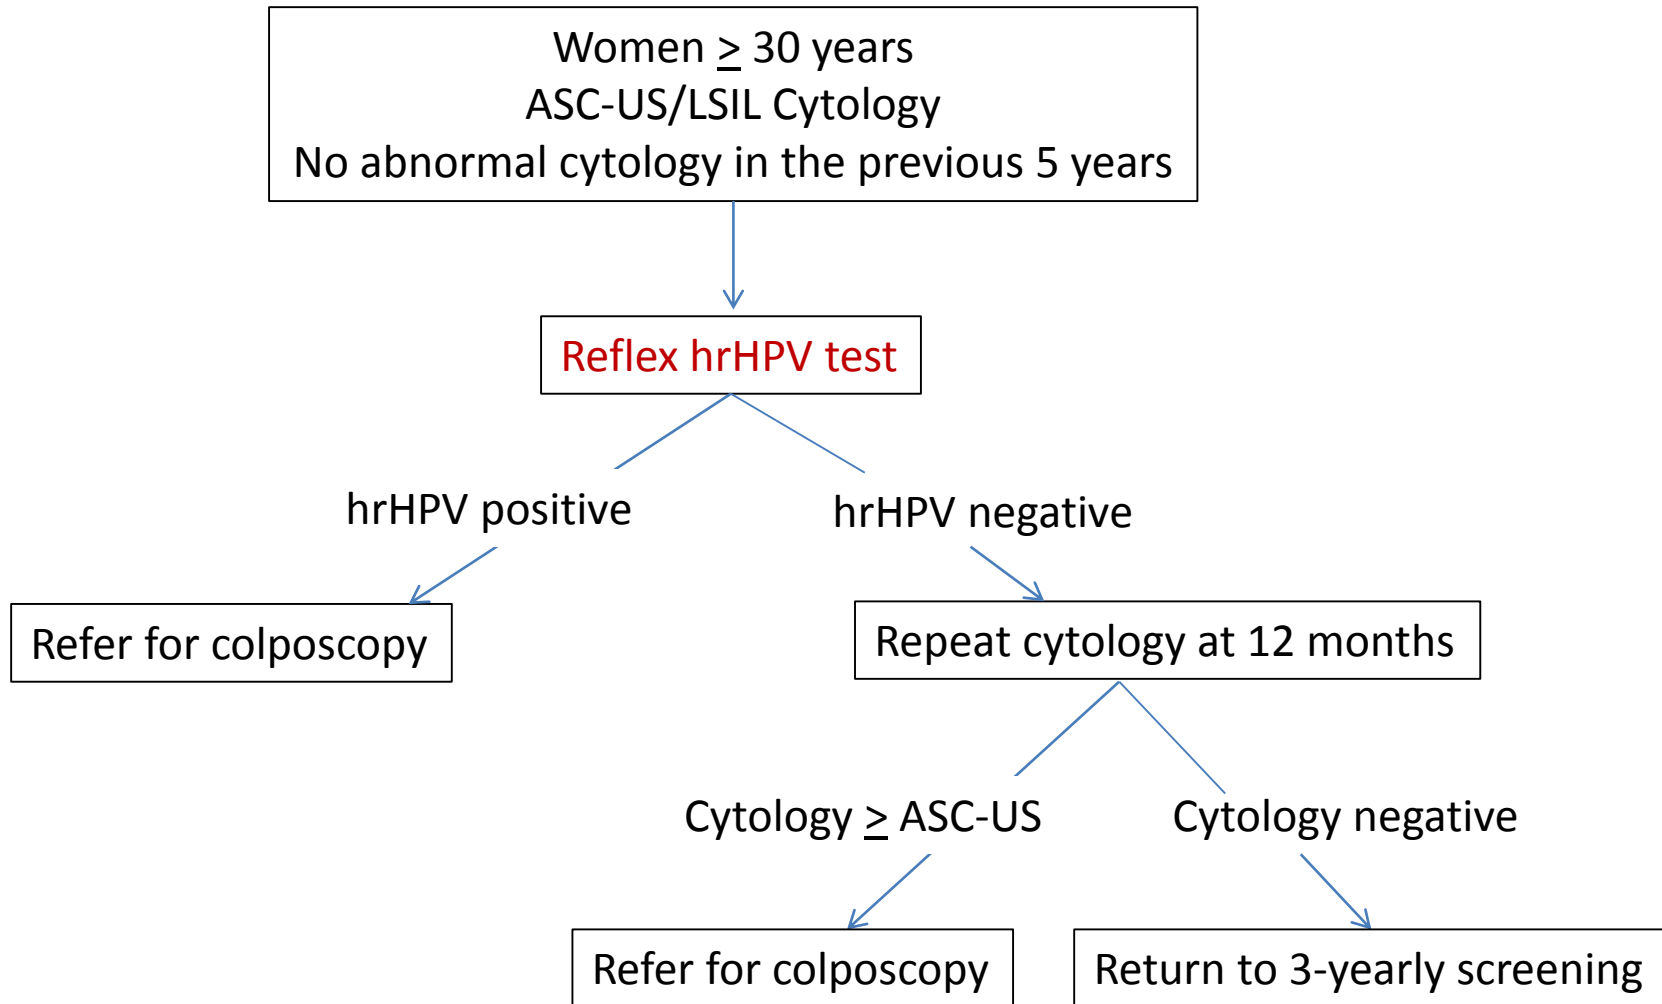 Women ≥ 30 years
ASC-US/LSIL Cytology
No abnormal cytology in the previous 5 years
Reflex hrHPV test
hrHPV positive
hrHPV negative
Refer for colposcopy
Repeat cytology at 12 months
Cytology ≥ ASC-US
Cytology negative
Refer for colposcopy
Return to 3-yearly screening